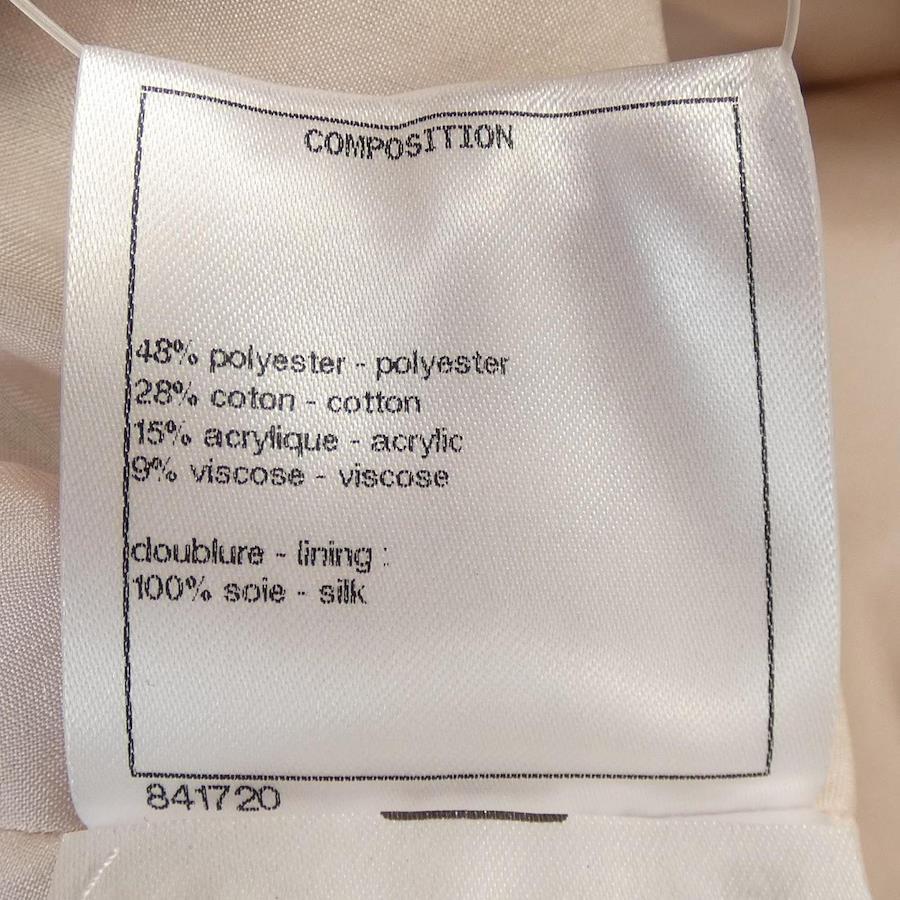 COMPOSITION
48% polyester - polyester
28% coton - cotton
15% acrylique - acrylic
9% viscose - viscose
doublure - lining :
100% soie - silk
841720